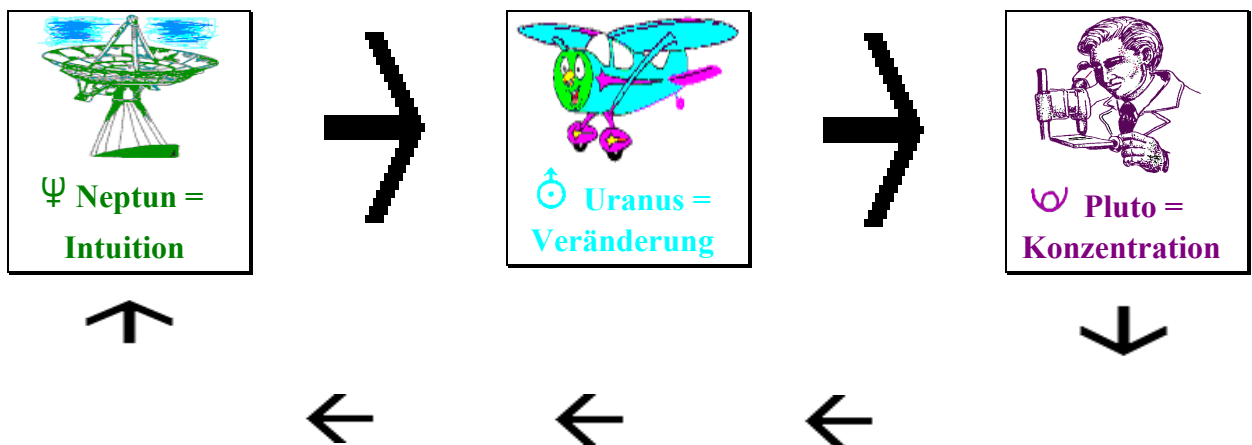 ♆ Neptun =
Intuition
⛢ Uranus =
Veränderung
Pluto =
Konzentration